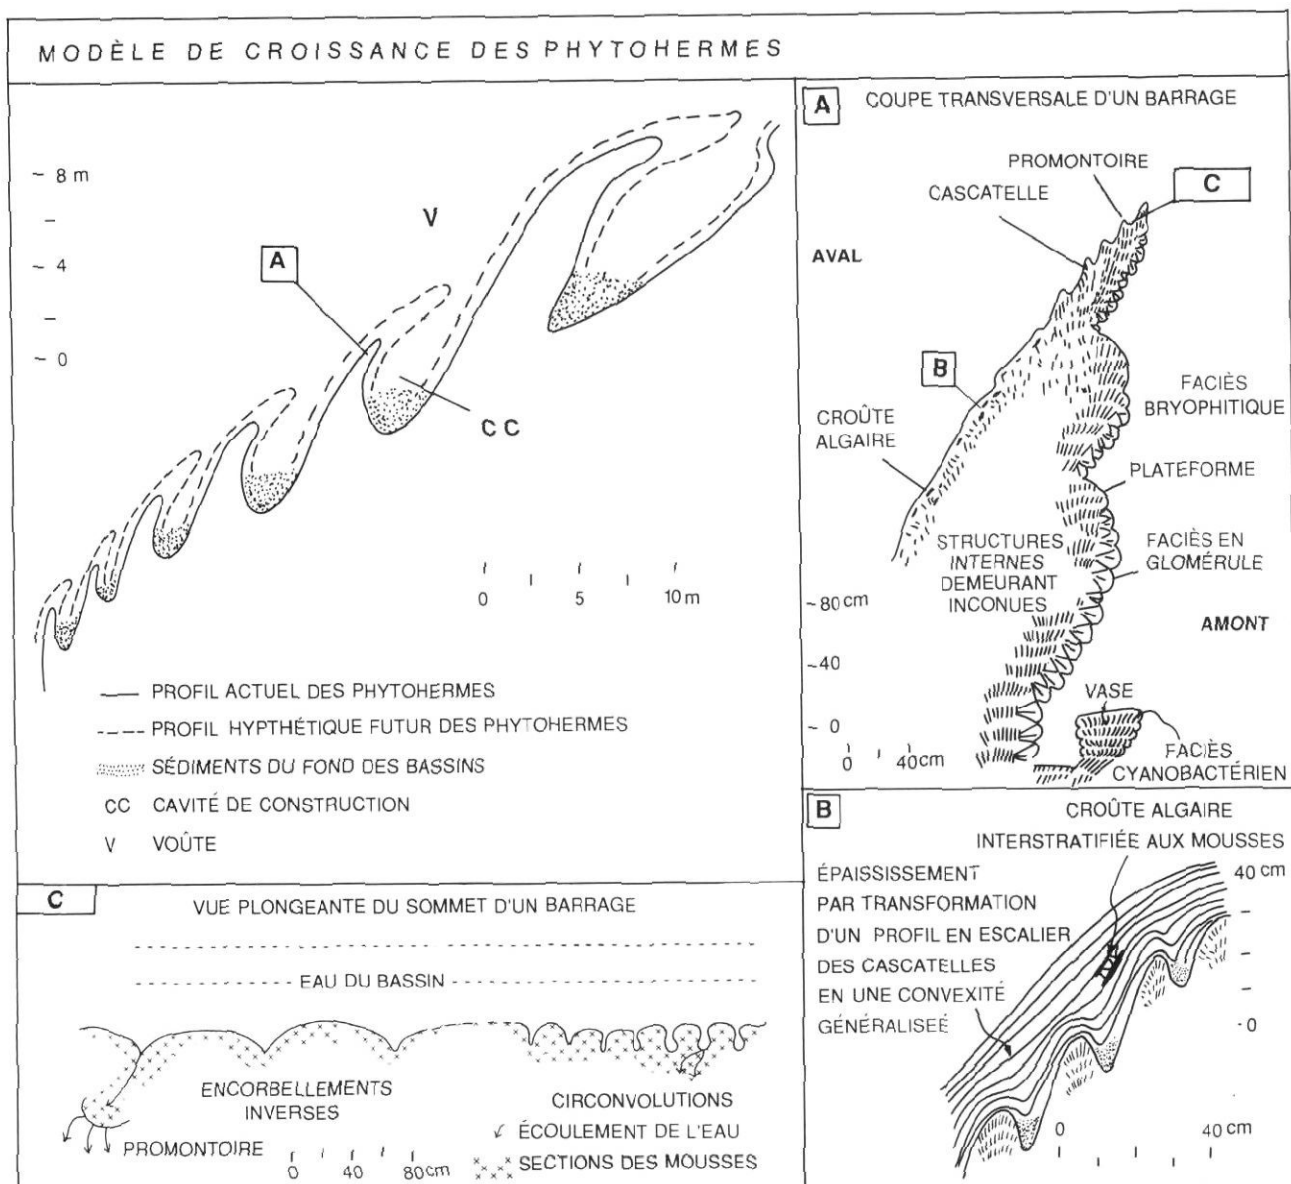 MODÈLE DE CROISSANCE DES PHYTOHERMES
~ 8 m
–
~ 4
–
~ 0
V
A
CC
0 5 10 m
PROFIL ACTUEL DES PHYTOHERMES
PROFIL HYPTHÉTIQUE FUTUR DES PHYTOHERMES
SÉDIMENTS DU FOND DES BASSINS
CC CAVITÉ DE CONSTRUCTION
V VOÛTE
A COUPE TRANSVERSALE D'UN BARRAGE
PROMONTOIRE
C
CASCATELLE
AVAL
B
FACIÈS
BRYOPHITIQUE
CROÛTE
ALGAIRE
PLATEFORME
STRUCTURES
INTERNES
DEMEURANT
INCONUES
FACIÈS EN
GLOMÉRULE
~80 cm
AMONT
~40
~ 0
VASE
0 40cm
FACIÈS
CYANOBACTÉRIEN
B CROÛTE ALGAIRE
INTERSTRATIFIÉE AUX MOUSSES
ÉPAISSISSEMENT
PAR TRANSFORMATION
D'UN PROFIL EN ESCALIER
DES CASCATELLES
EN UNE CONVEXITÉ
GÉNÉRALISEÉ
40 cm
–
–
–
0
0 40 cm
C VUE PLONGEANTE DU SOMMET D'UN BARRAGE
EAU DU BASSIN
ENCORBELLEMENTS
INVERSES
CIRCONVOLUTIONS
ÉCOULEMENT DE L'EAU
PROMONTOIRE
0 40 80cm
SECTIONS DES MOUSSES